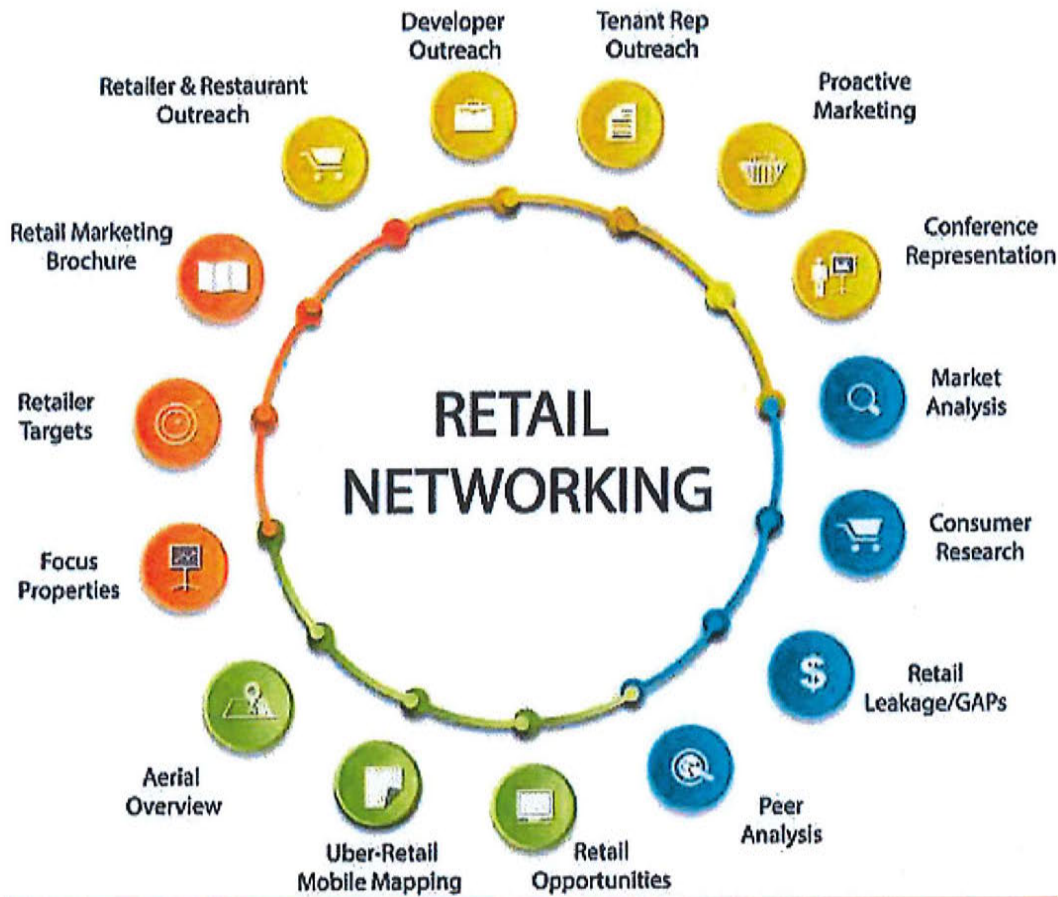 Developer
Outreach
Tenant Rep
Outreach
Proactive
Marketing
Conference
Representation
Market
Analysis
Consumer
Research
Retail
Leakage/GAPs
Peer
Analysis
Retail
Opportunities
Uber-Retail
Mobile Mapping
Aerial
Overview
Focus
Properties
Retailer
Targets
Retail Marketing
Brochure
Retailer & Restaurant
Outreach
RETAIL
NETWORKING
$